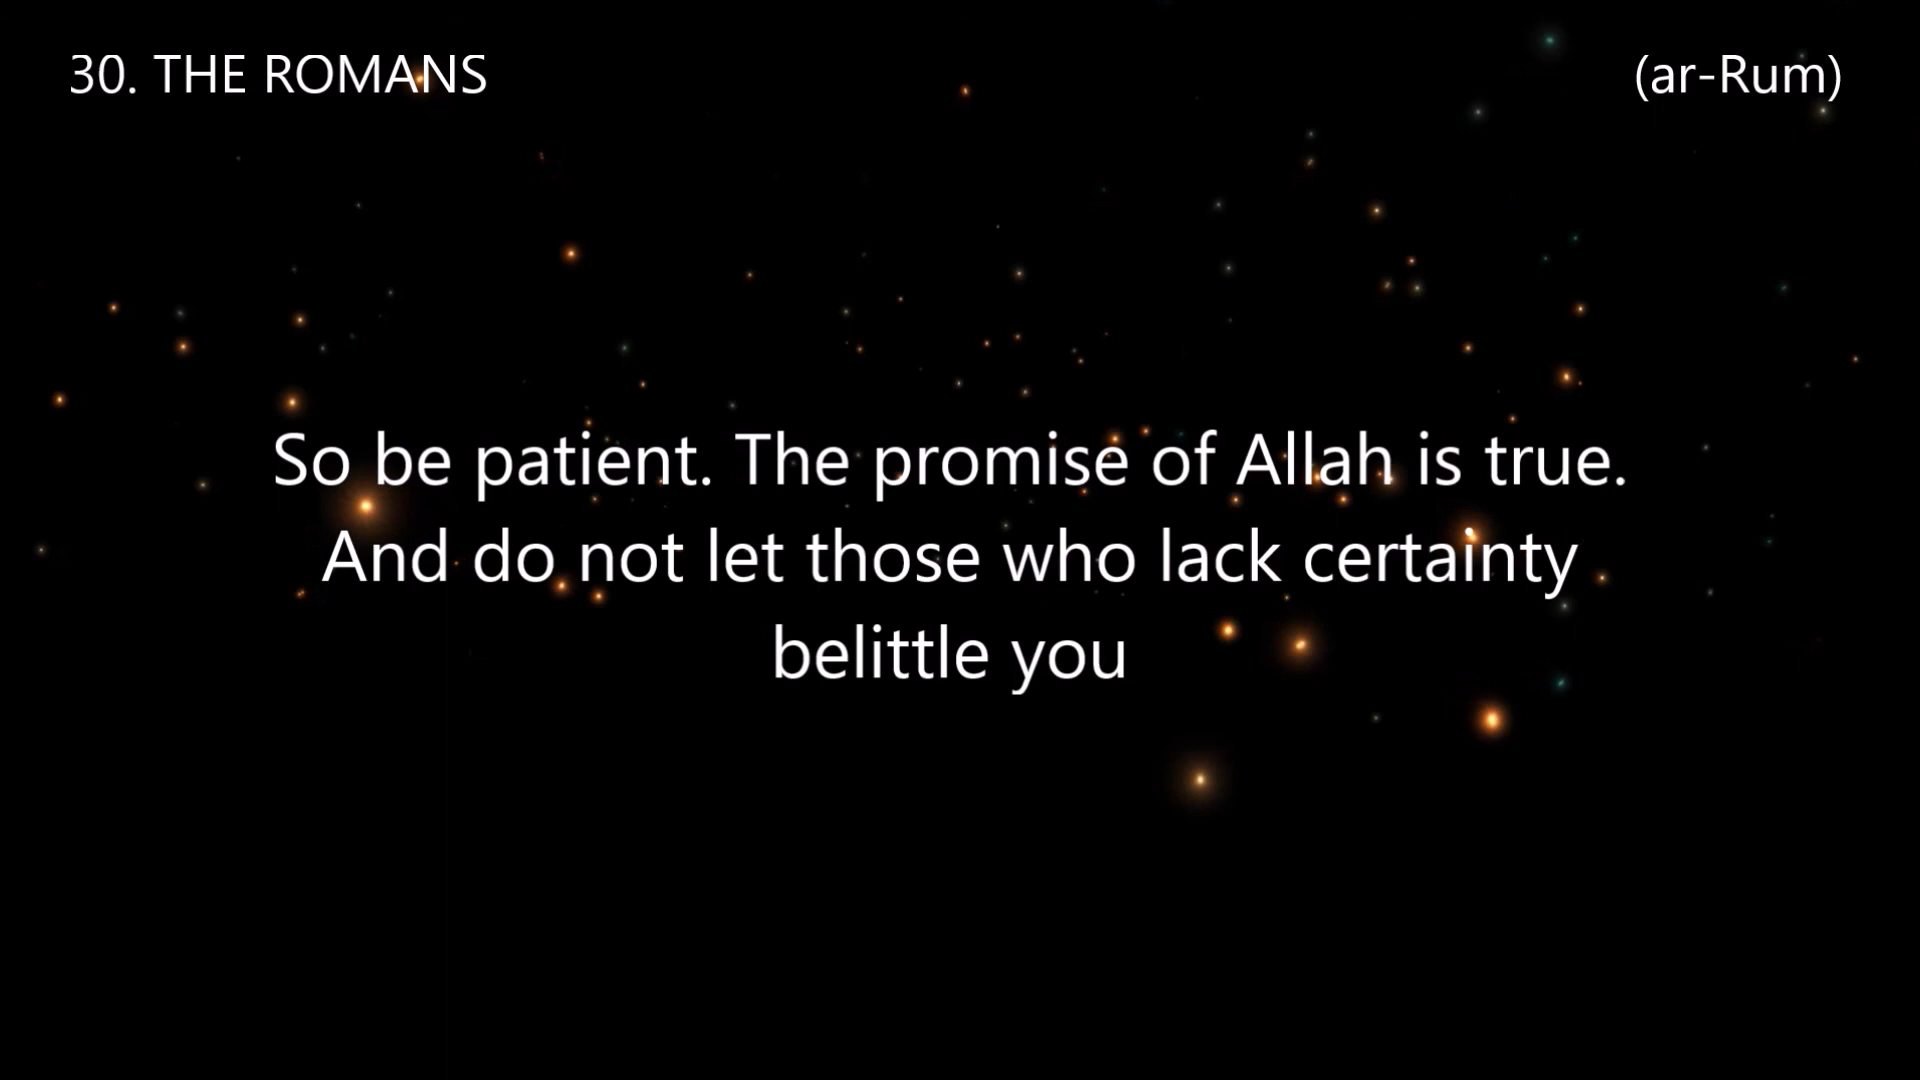 30. THE ROMANS (ar-Rum)
So be patient. The promise of Allah is true.
And do not let those who lack certainty
belittle you